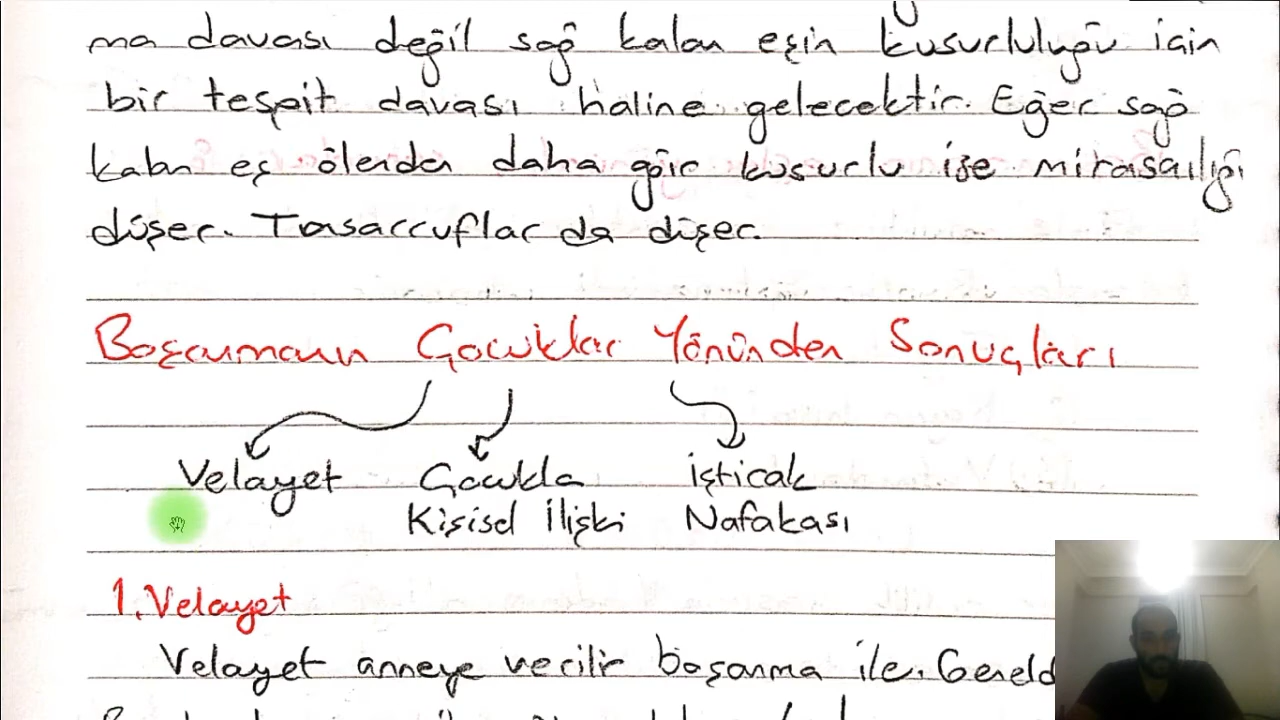 ma davası değil sağ kalan eşin kusurluluğu için
bir tespit davası haline gelecektir. Eğer sağ
kalan eş ölenden daha ağır kusurlu ise mirasçılığı
düşer. Tasarruflar da düşer.
Boşanmanın Çocuklar Yönünden Sonuçları
Velayet Çocukla İştirak
Kişisel İlişki Nafakası
1. Velayet
Velayet anneye verilir boşanma ile. Geneld